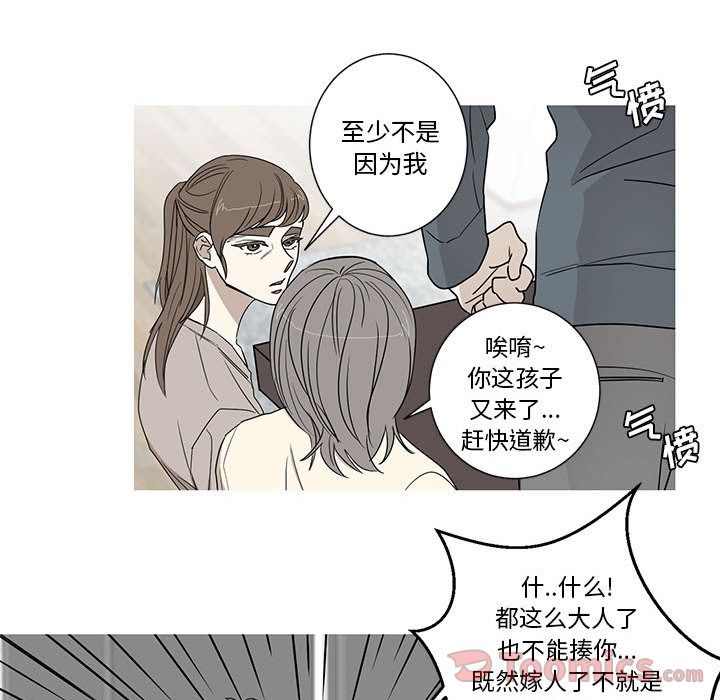 气愤
至少不是
因为我
唉唷~
你这孩子
又来了...
赶快道歉~
气愤
什..什么!
都这么大人了
也不能揍你...
既然嫁人了不就是
Toomics.com